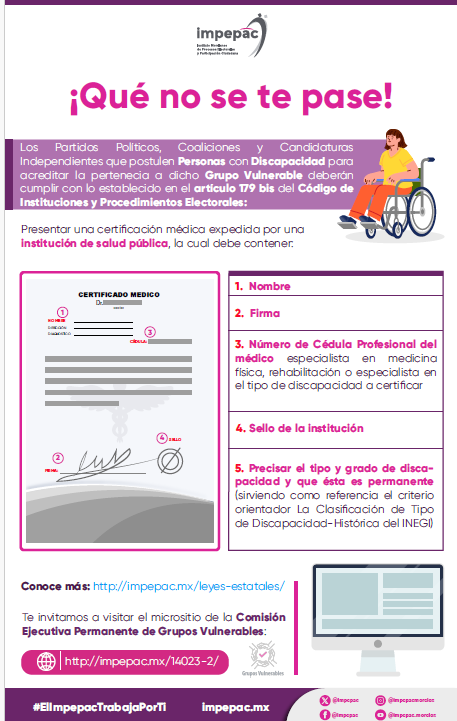 impepac
Instituto Morelense
de Procesos Electorales
y Participación Ciudadana
¡Qué no se te pase!
Los Partidos Políticos, Coaliciones y Candidaturas
Independientes que postulen Personas con Discapacidad para
acreditar la pertenecia a dicho Grupo Vulnerable deberán
cumplir con lo establecido en el artículo 179 bis del Código de
Instituciones y Procedimientos Electorales:
Presentar una certificación médica expedida por una
institución de salud pública, la cual debe contener:
CERTIFICADO MEDICO
Dr.
1
NOMBRE
DIRECCIÓN
DIAGNOSTICO
3
CÉDULA:
4
SELLO
2
FIRMA:
1. Nombre
2. Firma
3. Número de Cédula Profesional del
médico especialista en medicina
física, rehabilitación o especialista en
el tipo de discapacidad a certificar
4. Sello de la institución
5. Precisar el tipo y grado de disca-
pacidad y que ésta es permanente
(sirviendo como referencia el criterio
orientador La Clasificación de Tipo
de Discapacidad-Histórica del INEGI)
Conoce más: http://impepac.mx/leyes-estatales/
Te invitamos a visitar el micrositio de la Comisión
Ejecutiva Permanente de Grupos Vulnerables:
http://impepac.mx/14023-2/
Grupos Vulnerables
#ElImpepacTrabajaPorTi
impepac.mx
@impepac
@impepacmorelos
@impepac
@impepac.morelos